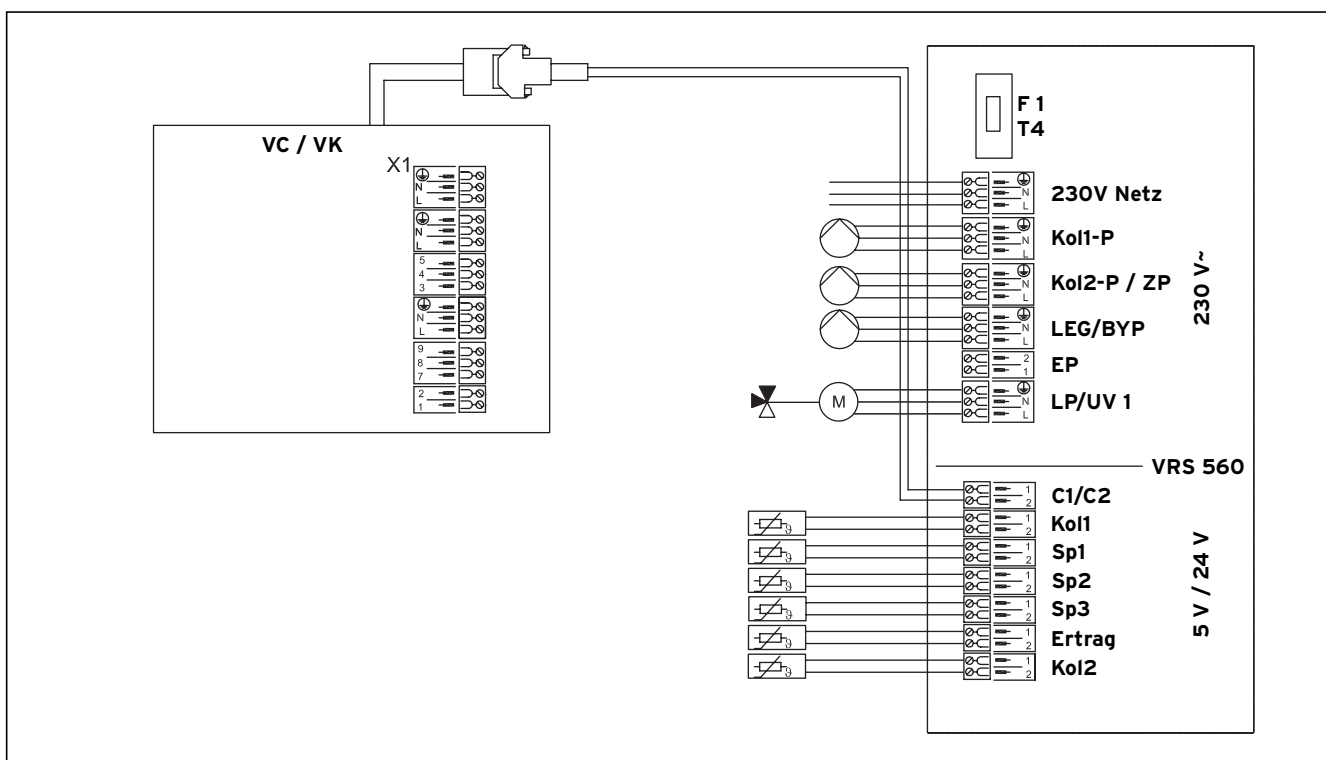 VC / VK
X1
N
L
N
L
5
4
3
N
L
9
8
7
2
1
F 1
T4
N
L
230V Netz
N
L
Kol1-P
N
L
Kol2-P / ZP
N
L
LEG/BYP
2
1
EP
M
N
L
LP/UV 1
230 V~
VRS 560
1
2
C1/C2
ϑ
1
2
Kol1
ϑ
1
2
Sp1
ϑ
1
2
Sp2
ϑ
1
2
Sp3
ϑ
1
2
Ertrag
ϑ
1
2
Kol2
5 V / 24 V